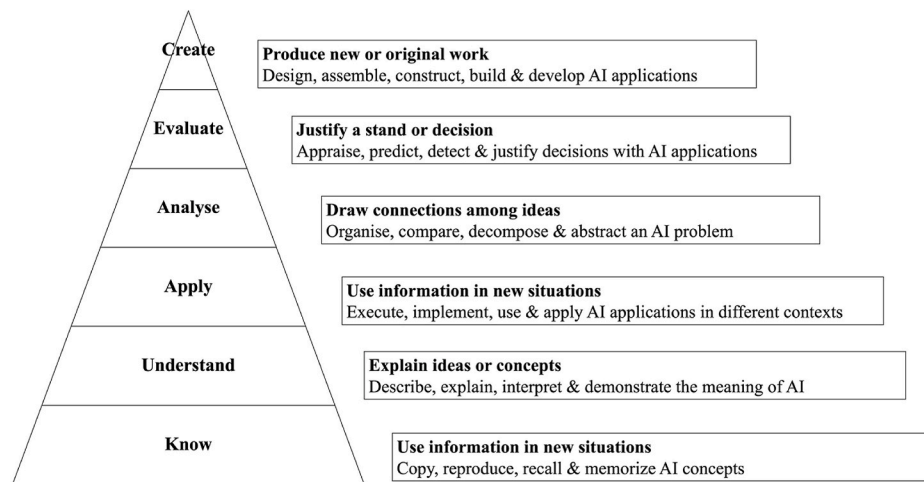 Create
Produce new or original work
Design, assemble, construct, build & develop AI applications
Evaluate
Justify a stand or decision
Appraise, predict, detect & justify decisions with AI applications
Analyse
Draw connections among ideas
Organise, compare, decompose & abstract an AI problem
Apply
Use information in new situations
Execute, implement, use & apply AI applications in different contexts
Understand
Explain ideas or concepts
Describe, explain, interpret & demonstrate the meaning of AI
Know
Use information in new situations
Copy, reproduce, recall & memorize AI concepts